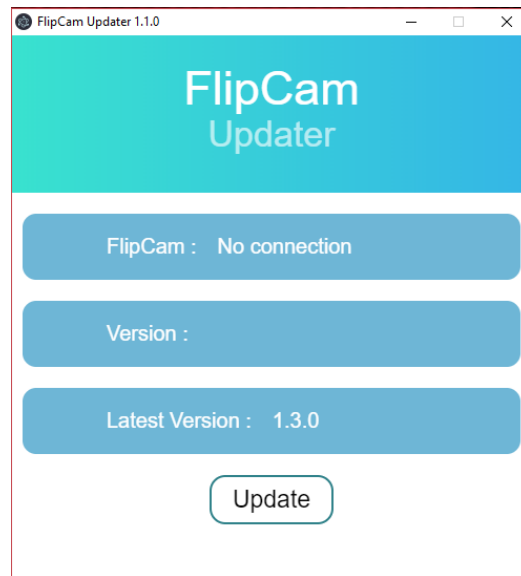 FlipCam Updater 1.1.0
FlipCam
Updater
FlipCam : No connection
Version :
Latest Version : 1.3.0
Update